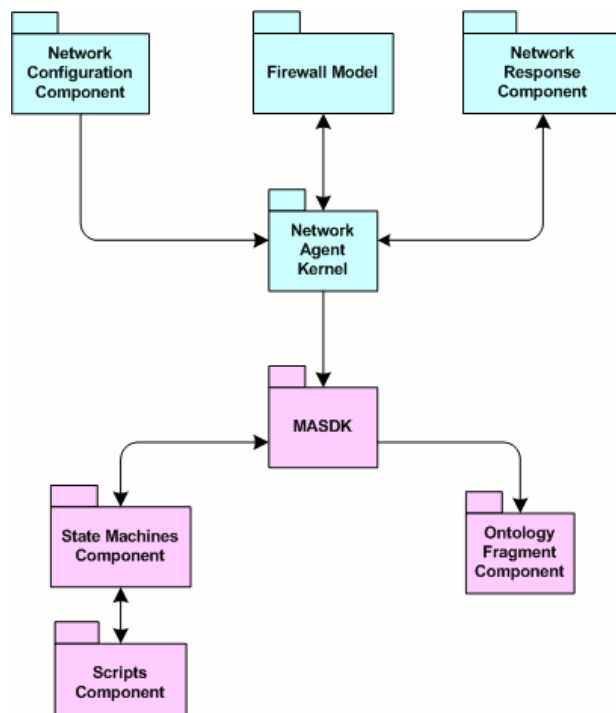 Network
Configuration
Component
Firewall Model
Network
Response
Component
Network
Agent
Kernel
MASDK
State Machines
Component
Ontology
Fragment
Component
Scripts
Component